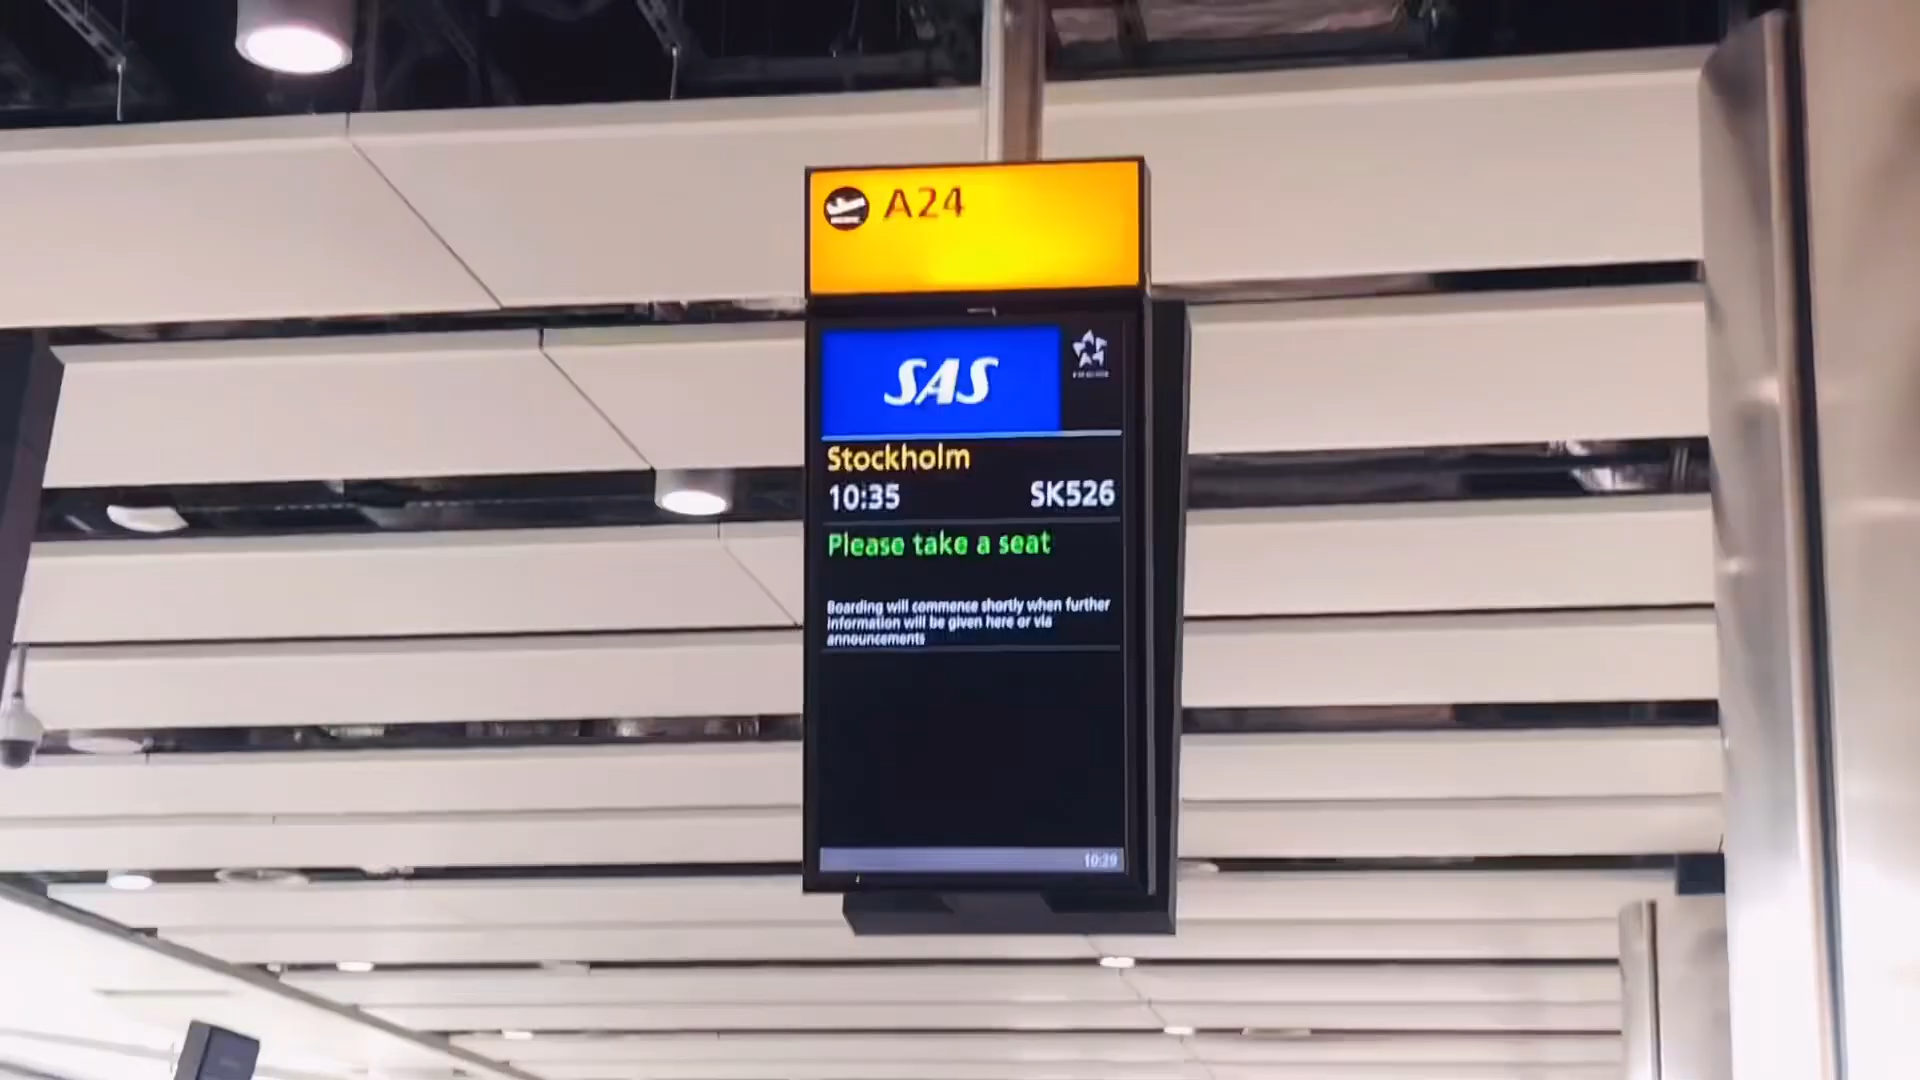 A24
SAS
Stockholm
10:35 SK526
Please take a seat
Boarding will commence shortly when further
information will be given here or via
announcements
10:29